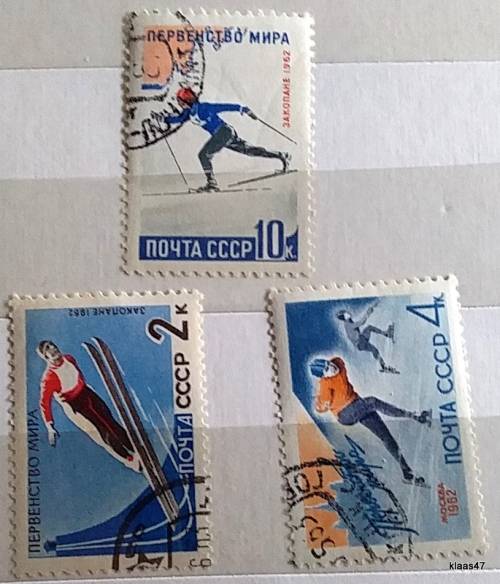 ПЕРВЕНСТВО МИРА
ЗАКОПАНЕ 1962
ПОЧТА СССР 10К.
ПЕРВЕНСТВО МИРА
ЗАКОПАНЕ 1962
ПОЧТА СССР 2К
ПОЧТА СССР 4К
МОСКВА
1962
klaas47